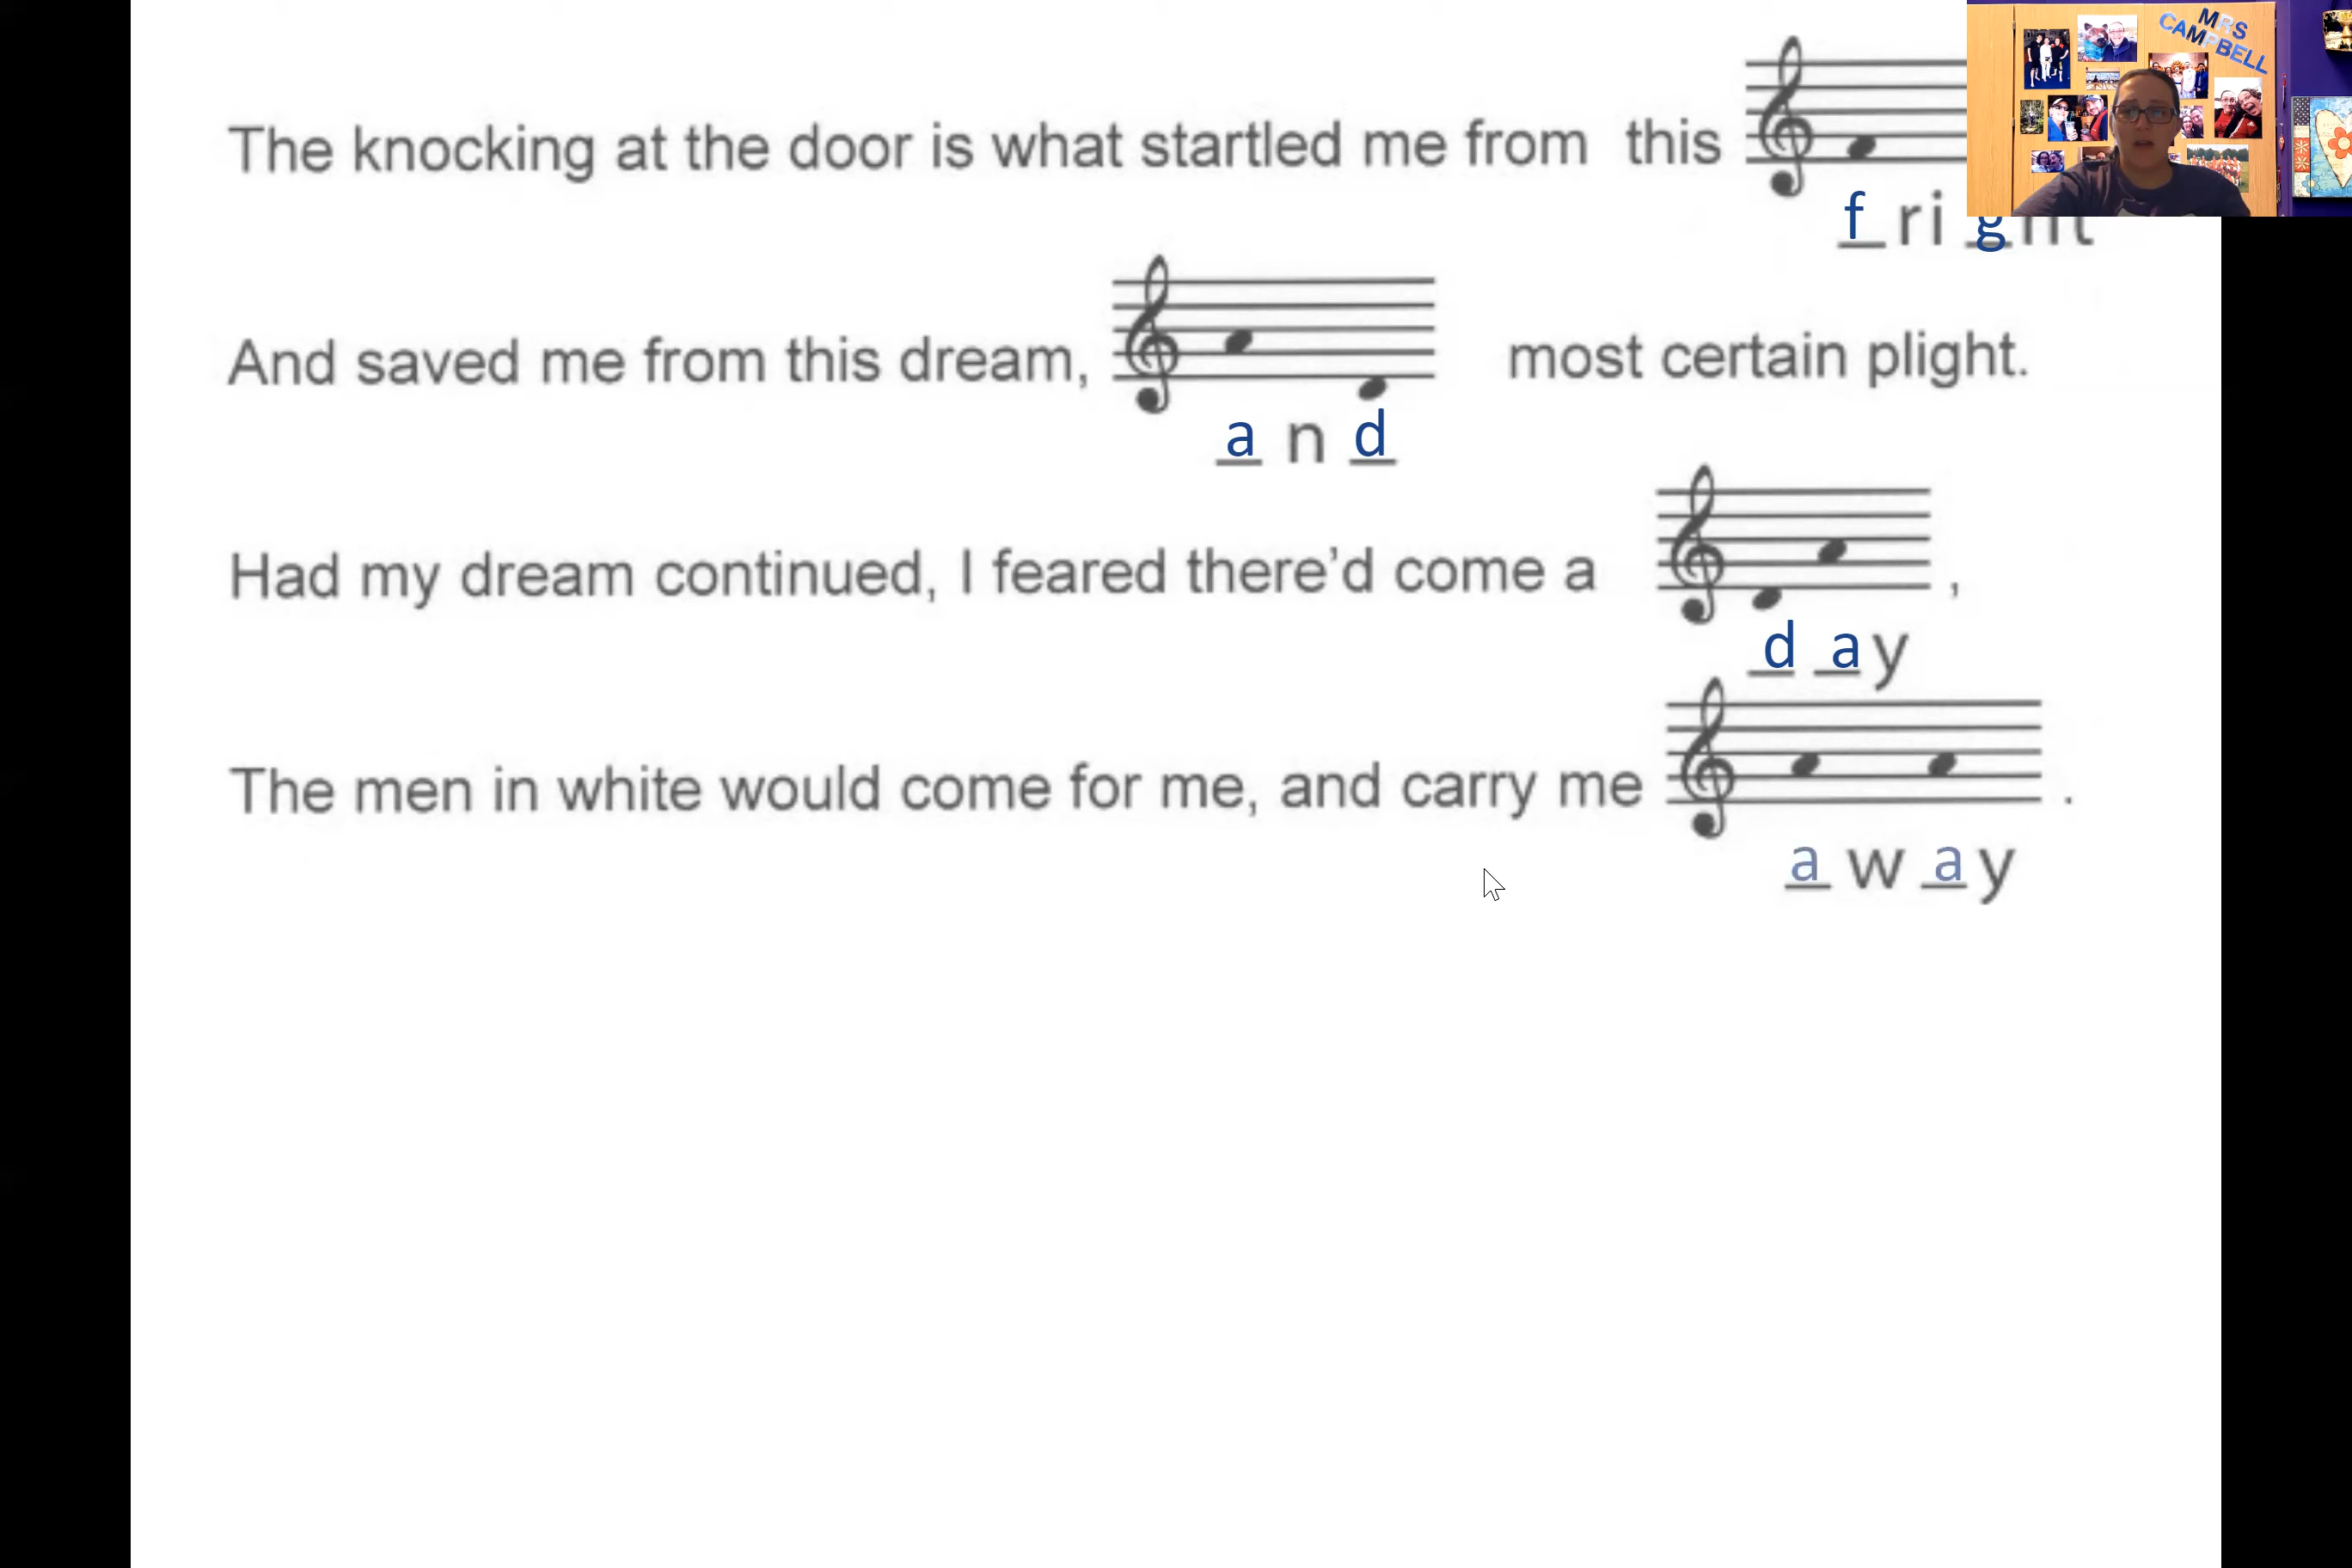 MRS
CAMPBELL
The knocking at the door is what startled me from this
f ri g
And saved me from this dream, most certain plight.
a n d
Had my dream continued, I feared there'd come a ,
d a y
The men in white would come for me, and carry me .
a w a y